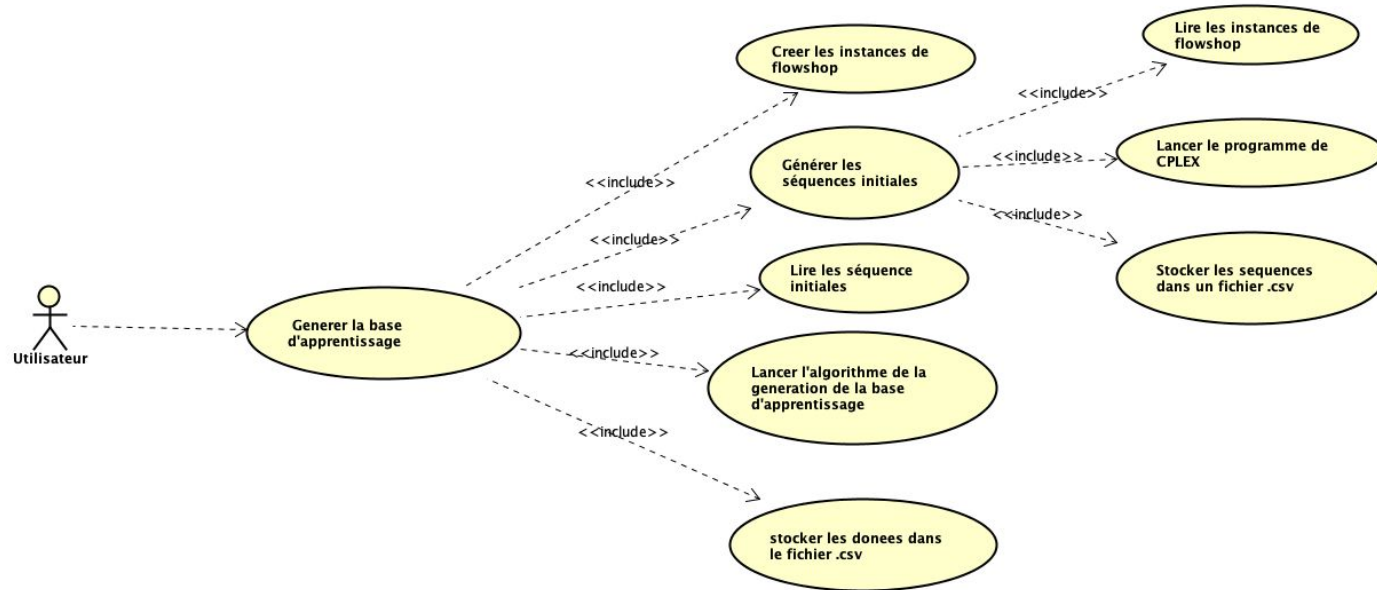 Creer les instances de
flowshop
Lire les instances de
flowshop
<<include>>
Générer les
séquences initiales
<<include>>
Lancer le programme de
CPLEX
<<include>>
<<include>>
<<include>>
Stocker les sequences
dans un fichier .csv
<<include>>
Lire les séquence
initiales
<<include>>
Utilisateur
Generer la base
d'apprentissage
<<include>>
Lancer l'algorithme de la
generation de la base
d'apprentissage
<<include>>
stocker les donees dans
le fichier .csv